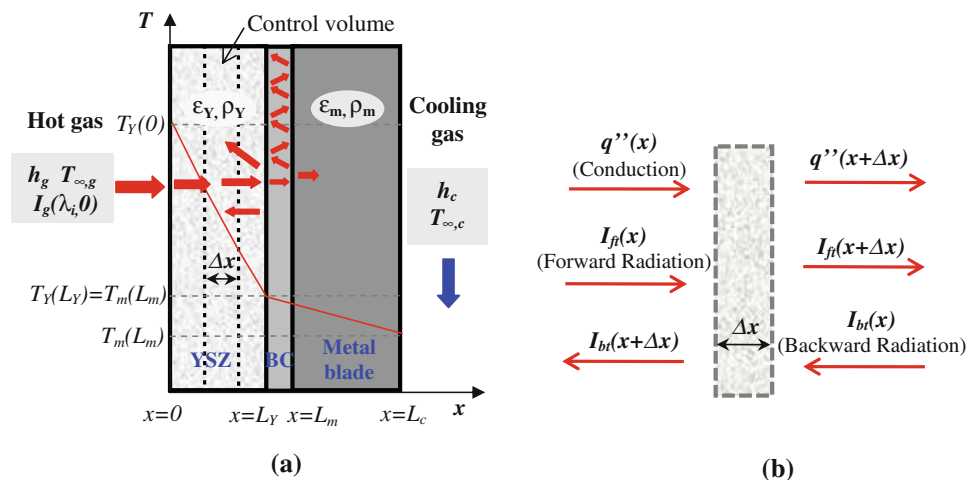 T
Control volume
ε_Y, ρ_Y
ε_m, ρ_m
Hot gas
Cooling
gas
T_Y(0)
h_g T_∞,g
I_g(λ_i,0)
h_c
T_∞,c
Δx
T_Y(L_Y)=T_m(L_m)
T_m(L_m)
YSZ
BC
Metal
blade
x=0
x=L_Y
x=L_m
x=L_c
x
(a)
q''(x)
(Conduction)
q''(x+Δx)
I_ft(x)
(Forward Radiation)
I_ft(x+Δx)
Δx
I_bt(x+Δx)
I_bt(x)
(Backward Radiation)
(b)